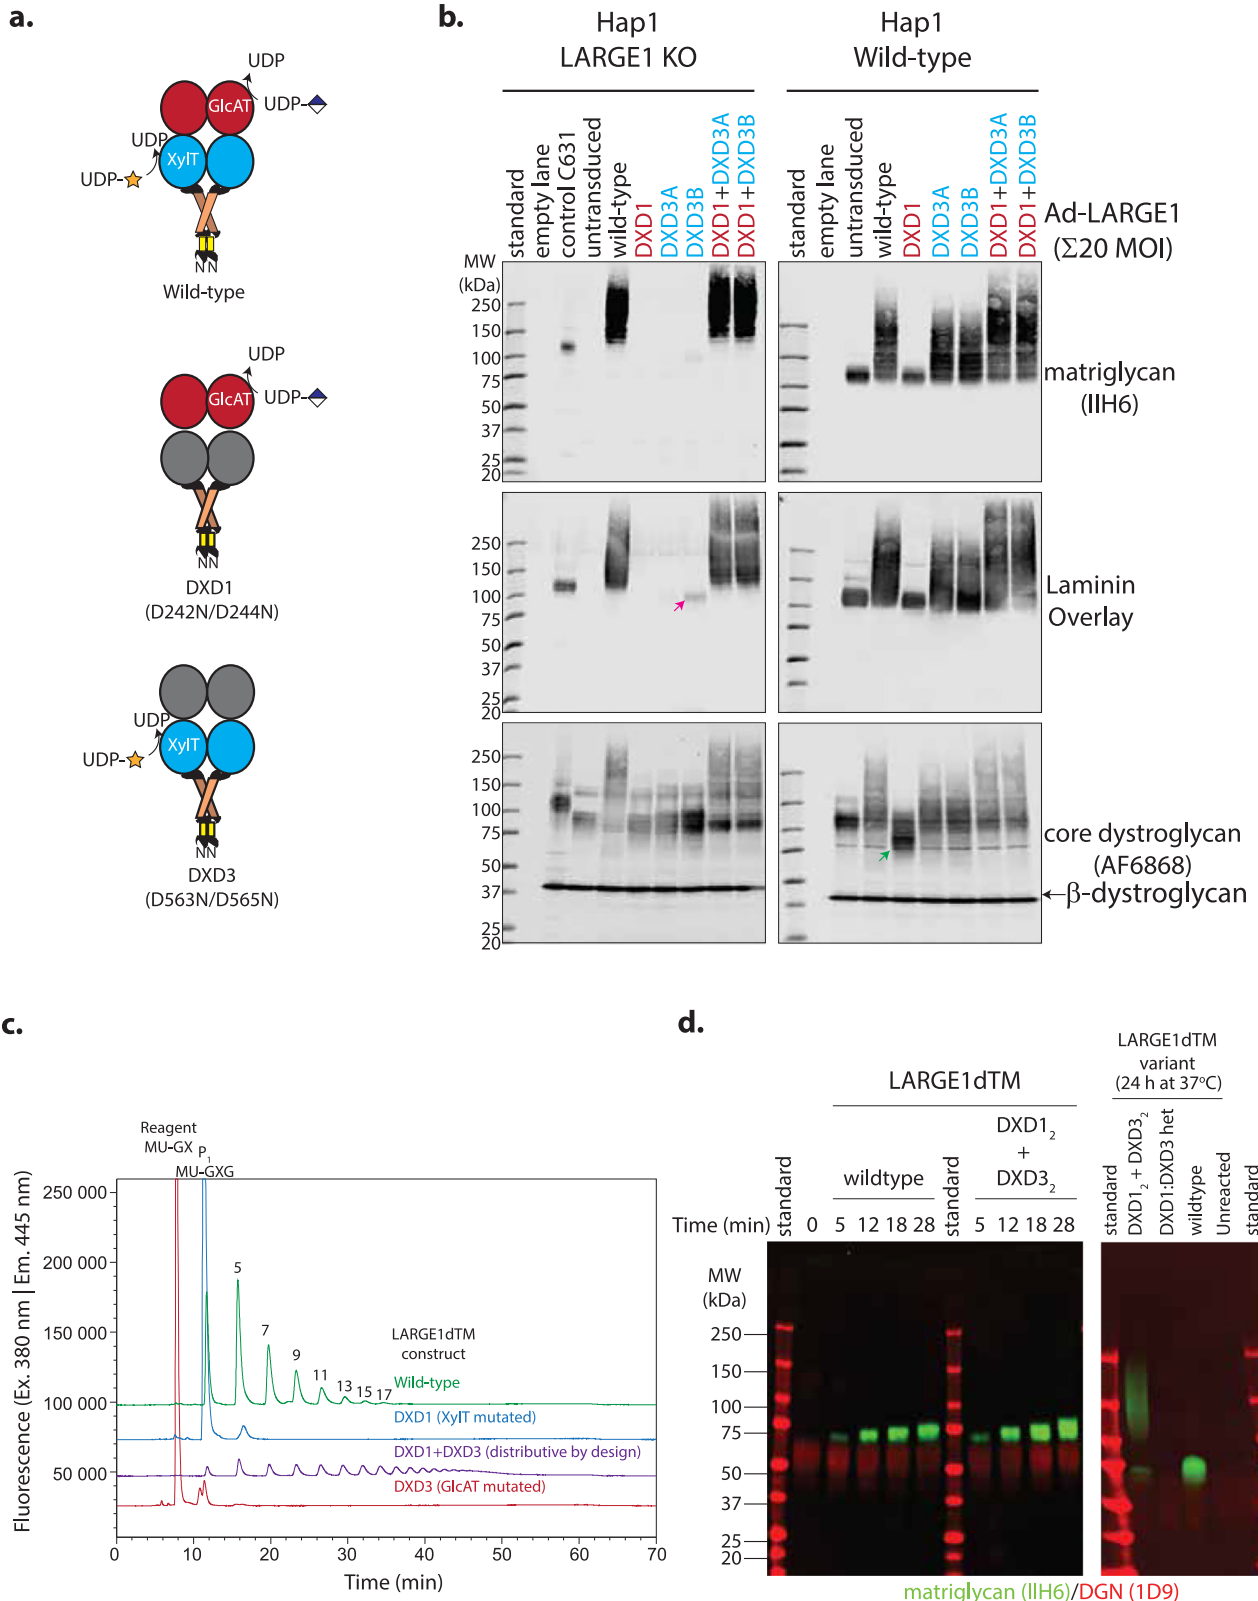 a.
UDP
GlcAT
UDP-
UDP
XylT
UDP-
NN
Wild-type
UDP
GlcAT
UDP-
NN
DXD1
(D242N/D244N)
UDP
XylT
UDP-
NN
DXD3
(D563N/D565N)
b.
Hap1
LARGE1 KO
Hap1
Wild-type
standard
empty lane
control C631
untransduced
wild-type
DXD1
DXD3A
DXD3B
DXD1+DXD3A
DXD1+DXD3B
standard
empty lane
untransduced
wild-type
DXD1
DXD3A
DXD3B
DXD1+DXD3A
DXD1+DXD3B
Ad-LARGE1
(Σ20 MOI)
MW
(kDa)
250
150
100
75
50
37
25
20
matriglycan
(IIH6)
250
150
100
75
50
37
25
20
Laminin
Overlay
250
150
100
75
50
37
25
20
core dystroglycan
(AF6868)
←β-dystroglycan
c.
Reagent
MU-GX
P1
MU-GXG
Fluorescence (Ex. 380 nm | Em. 445 nm)
250 000
200 000
150 000
100 000
50 000
5
7
9
11
13
15
17
LARGE1dTM
construct
Wild-type
DXD1 (XylT mutated)
DXD1+DXD3 (distributive by design)
DXD3 (GlcAT mutated)
0 10 20 30 40 50 60 70
Time (min)
d.
LARGE1dTM
wildtype
DXD1₂
+
DXD3₂
standard
standard
Time (min) 0 5 12 18 28 5 12 18 28
MW
(kDa)
250
150
100
75
50
37
25
20
LARGE1dTM
variant
(24 h at 37°C)
standard
DXD1₂ + DXD3₂
DXD1:DXD3 het
wildtype
Unreacted
standard
matriglycan (IIH6)/DGN (1D9)